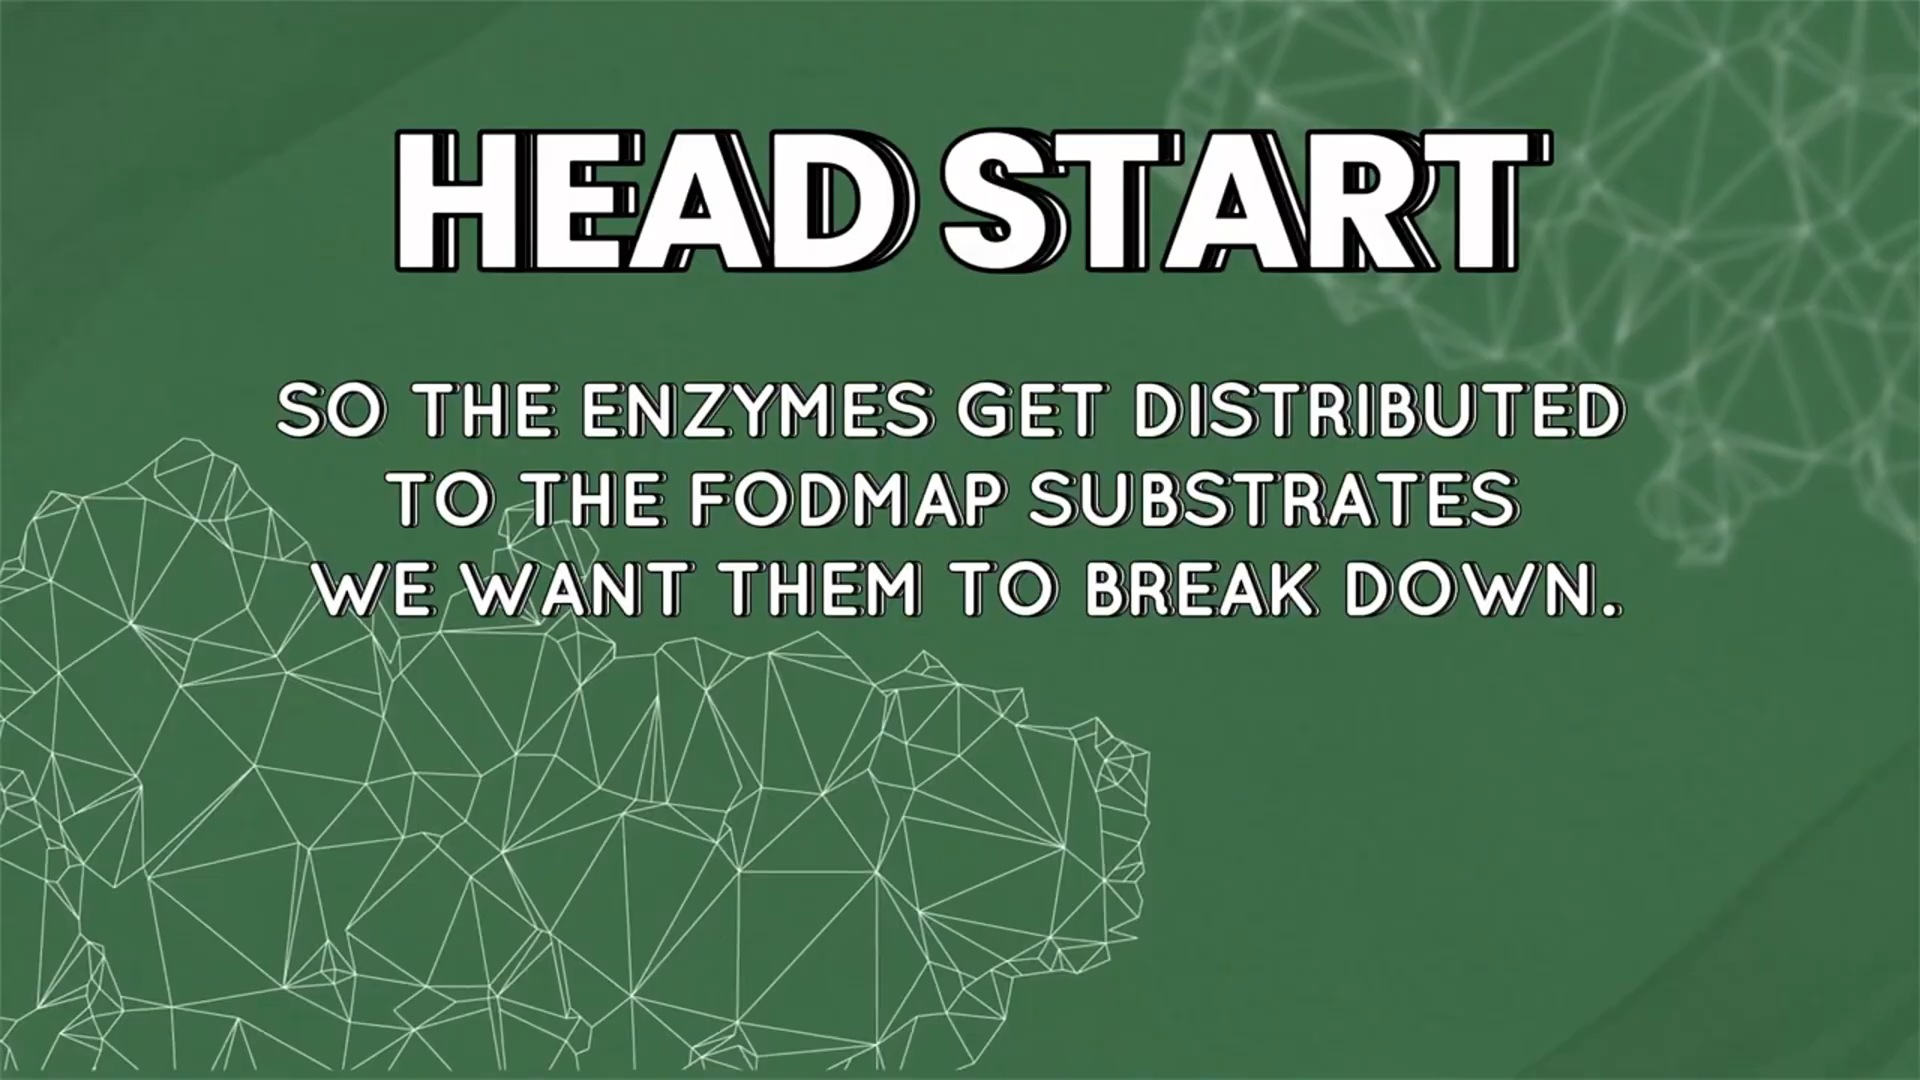 HEAD START
SO THE ENZYMES GET DISTRIBUTED
TO THE FODMAP SUBSTRATES
WE WANT THEM TO BREAK DOWN.